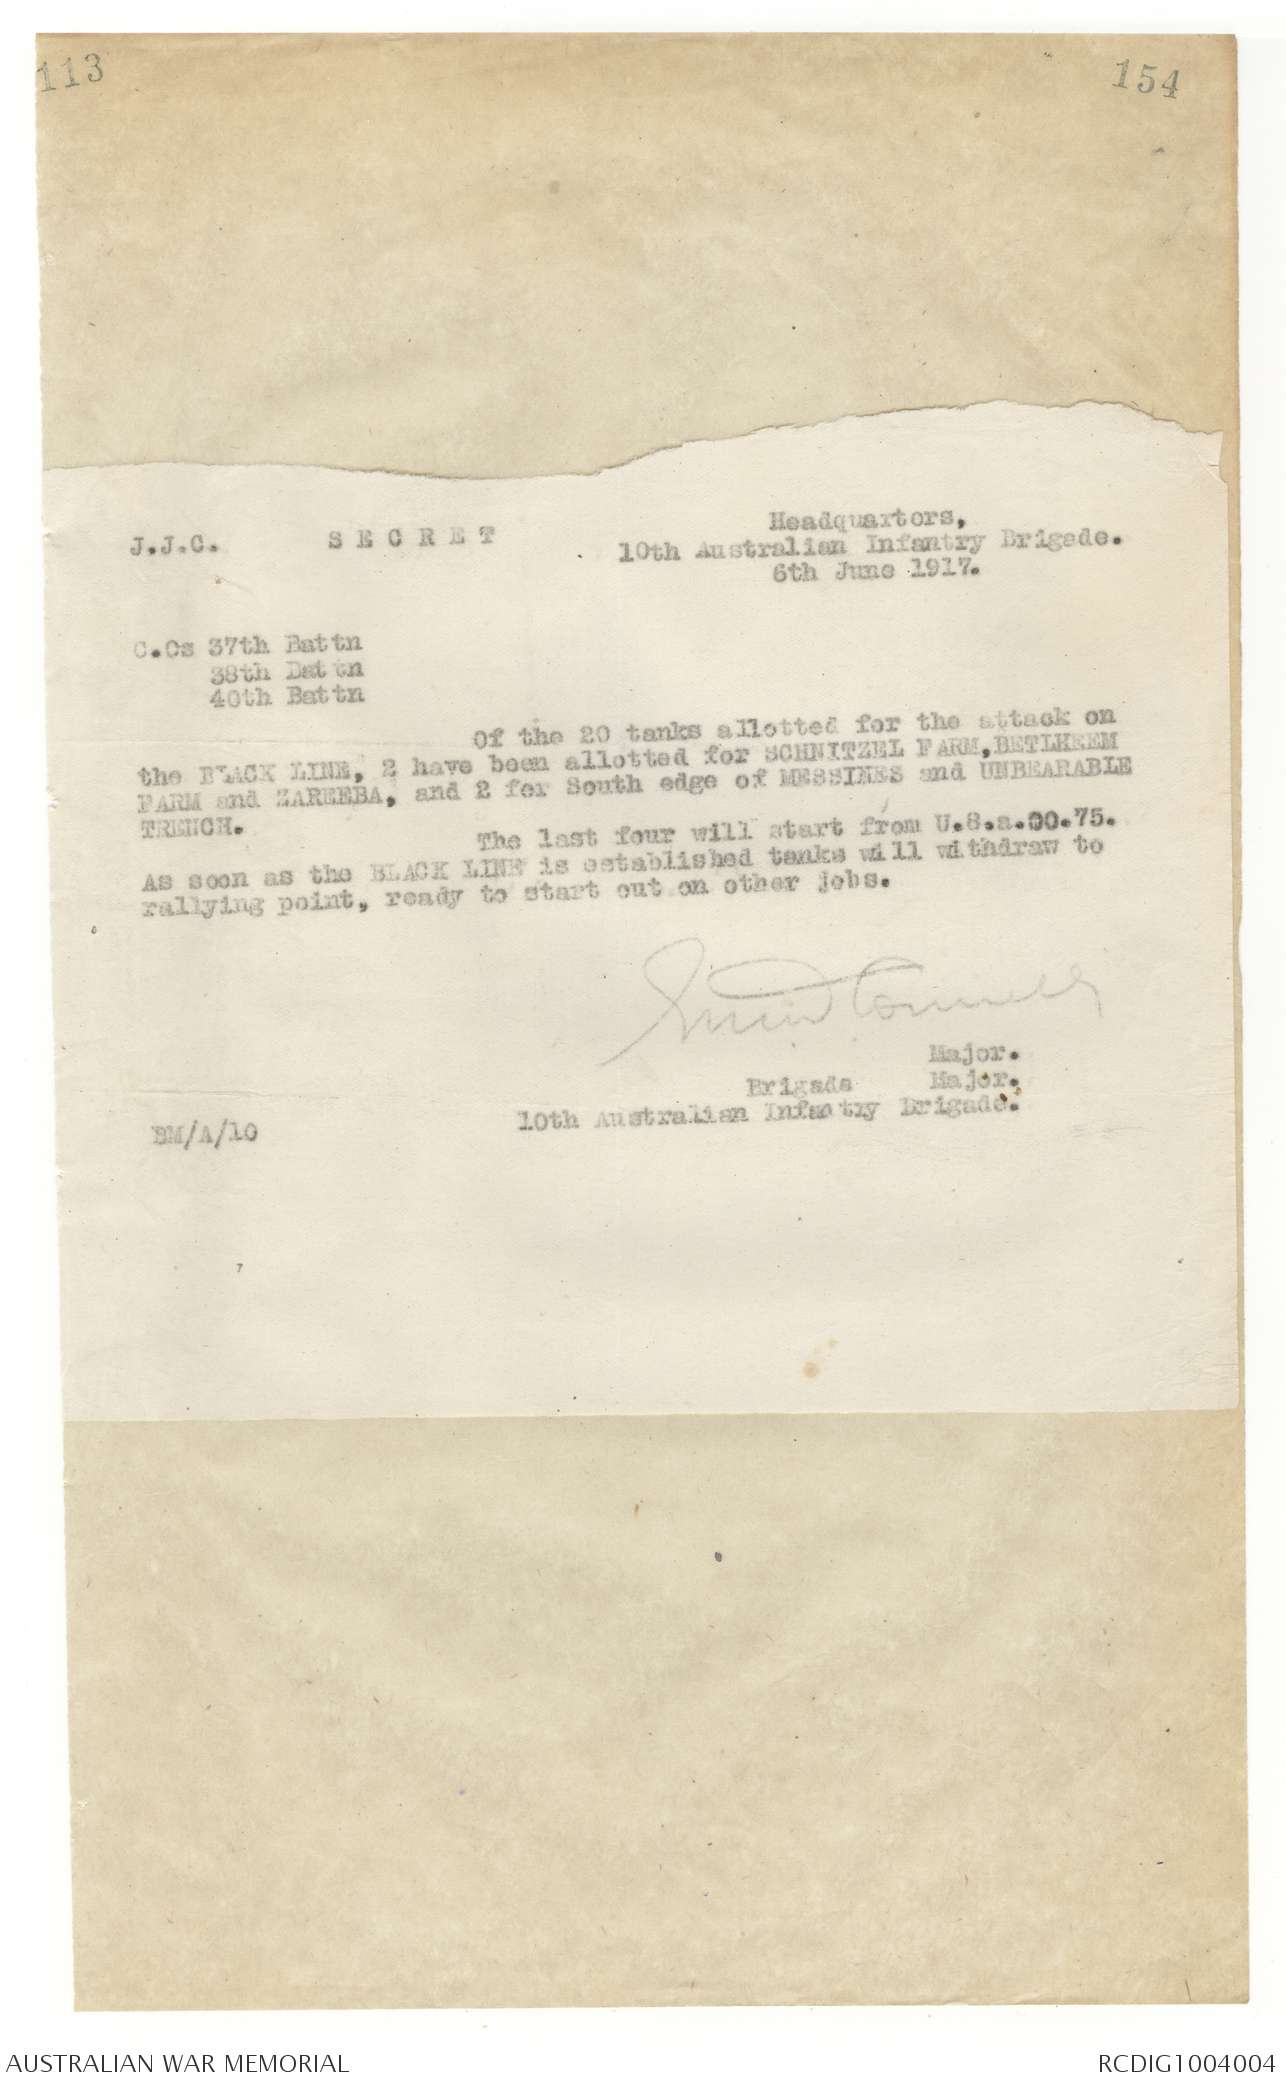 113
154
J.J.C.
S E C R E T
Headquarters,
10th Australian Infantry Brigade.
6th June 1917.
C.Os 37th Battn
38th Battn
40th Battn
Of the 20 tanks allotted for the attack on
the BLACK LINE, 2 have been allotted for SCHNITZEL FARM, BETLHEEM
FARM and ZAREEBA, and 2 for South edge of MESSINES and UNBEARABLE
TRENCH.
The last four will start from U.8.a.00.75.
As soon as the BLACK LINE is established tanks will withdraw to
rallying point, ready to start out on other jobs.
Major.
Brigade Major.
10th Australian Infantry Brigade.
BM/A/10
AUSTRALIAN WAR MEMORIAL
RCDIG1004004